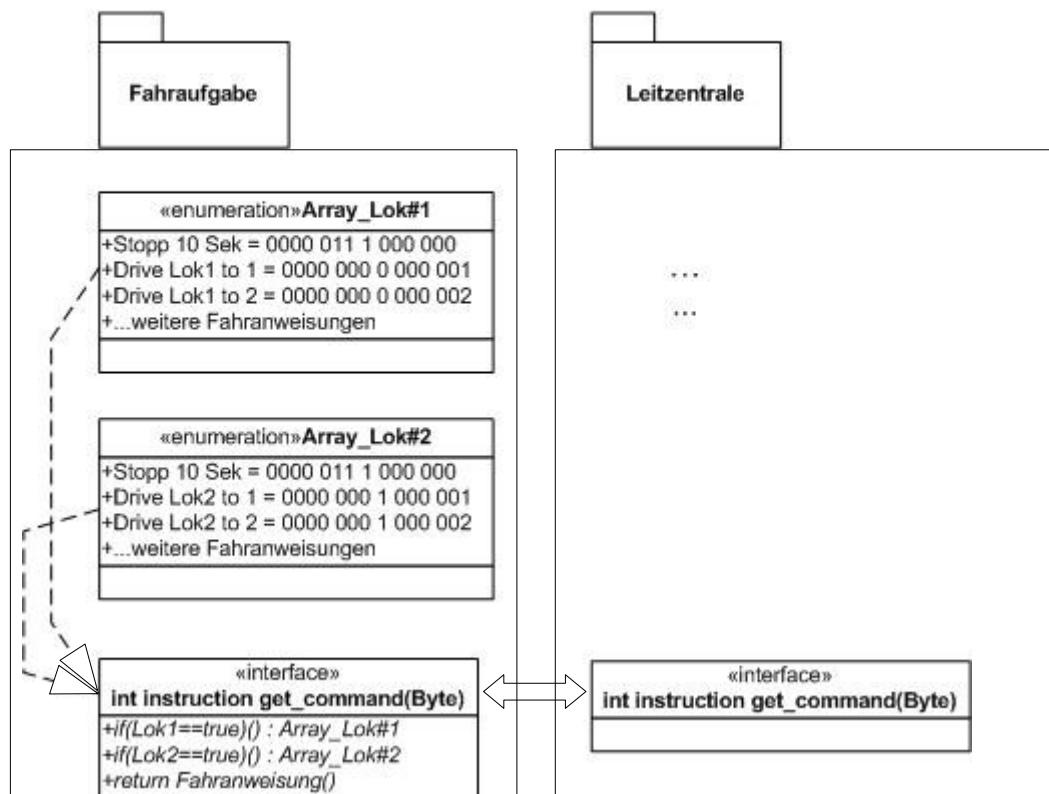 Fahraufgabe
Leitzentrale
«enumeration»Array_Lok#1
+Stopp 10 Sek = 0000 011 1 000 000
+Drive Lok1 to 1 = 0000 000 0 000 001
+Drive Lok1 to 2 = 0000 000 0 000 002
+...weitere Fahranweisungen
...
...
«enumeration»Array_Lok#2
+Stopp 10 Sek = 0000 011 1 000 000
+Drive Lok2 to 1 = 0000 000 1 000 001
+Drive Lok2 to 2 = 0000 000 1 000 002
+...weitere Fahranweisungen
«interface»
int instruction get_command(Byte)
+if(Lok1==true)() : Array_Lok#1
+if(Lok2==true)() : Array_Lok#2
+return Fahranweisung()
«interface»
int instruction get_command(Byte)